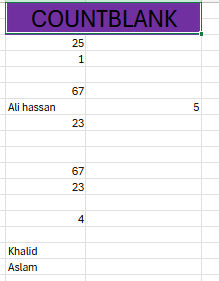 COUNTBLANK
25
1
67
Ali hassan 5
23
67
23
4
Khalid
Aslam